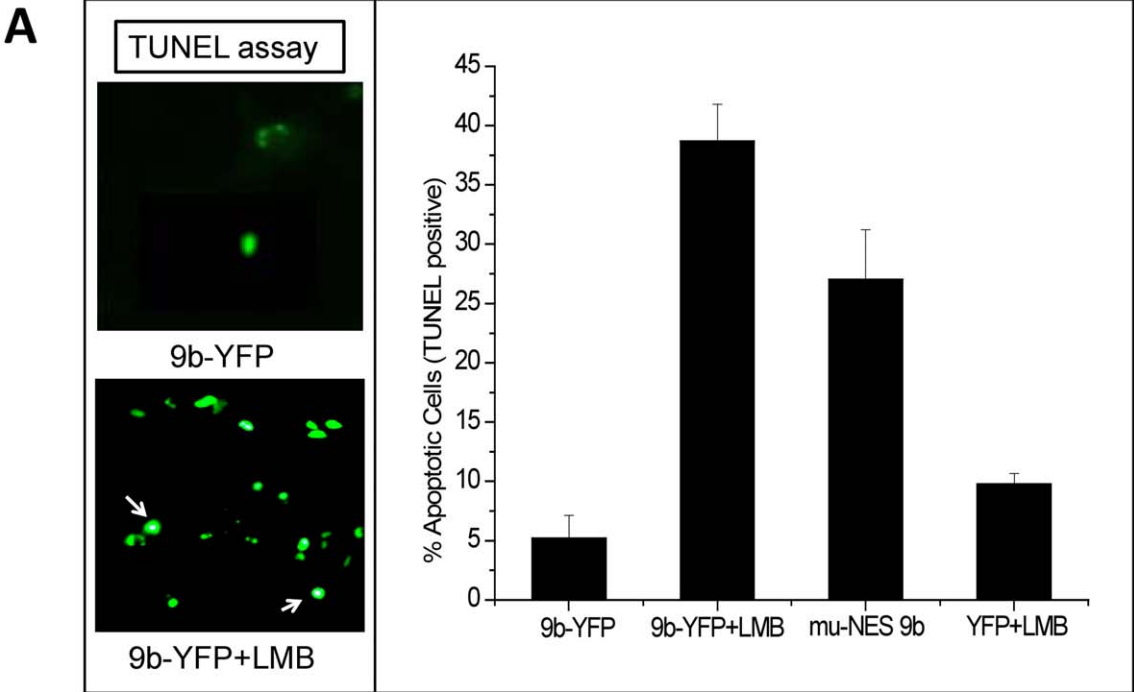 A
TUNEL assay
9b-YFP
9b-YFP+LMB
% Apoptotic Cells (TUNEL positive)
45
40
35
30
25
20
15
10
5
0
9b-YFP 9b-YFP+LMB mu-NES 9b YFP+LMB